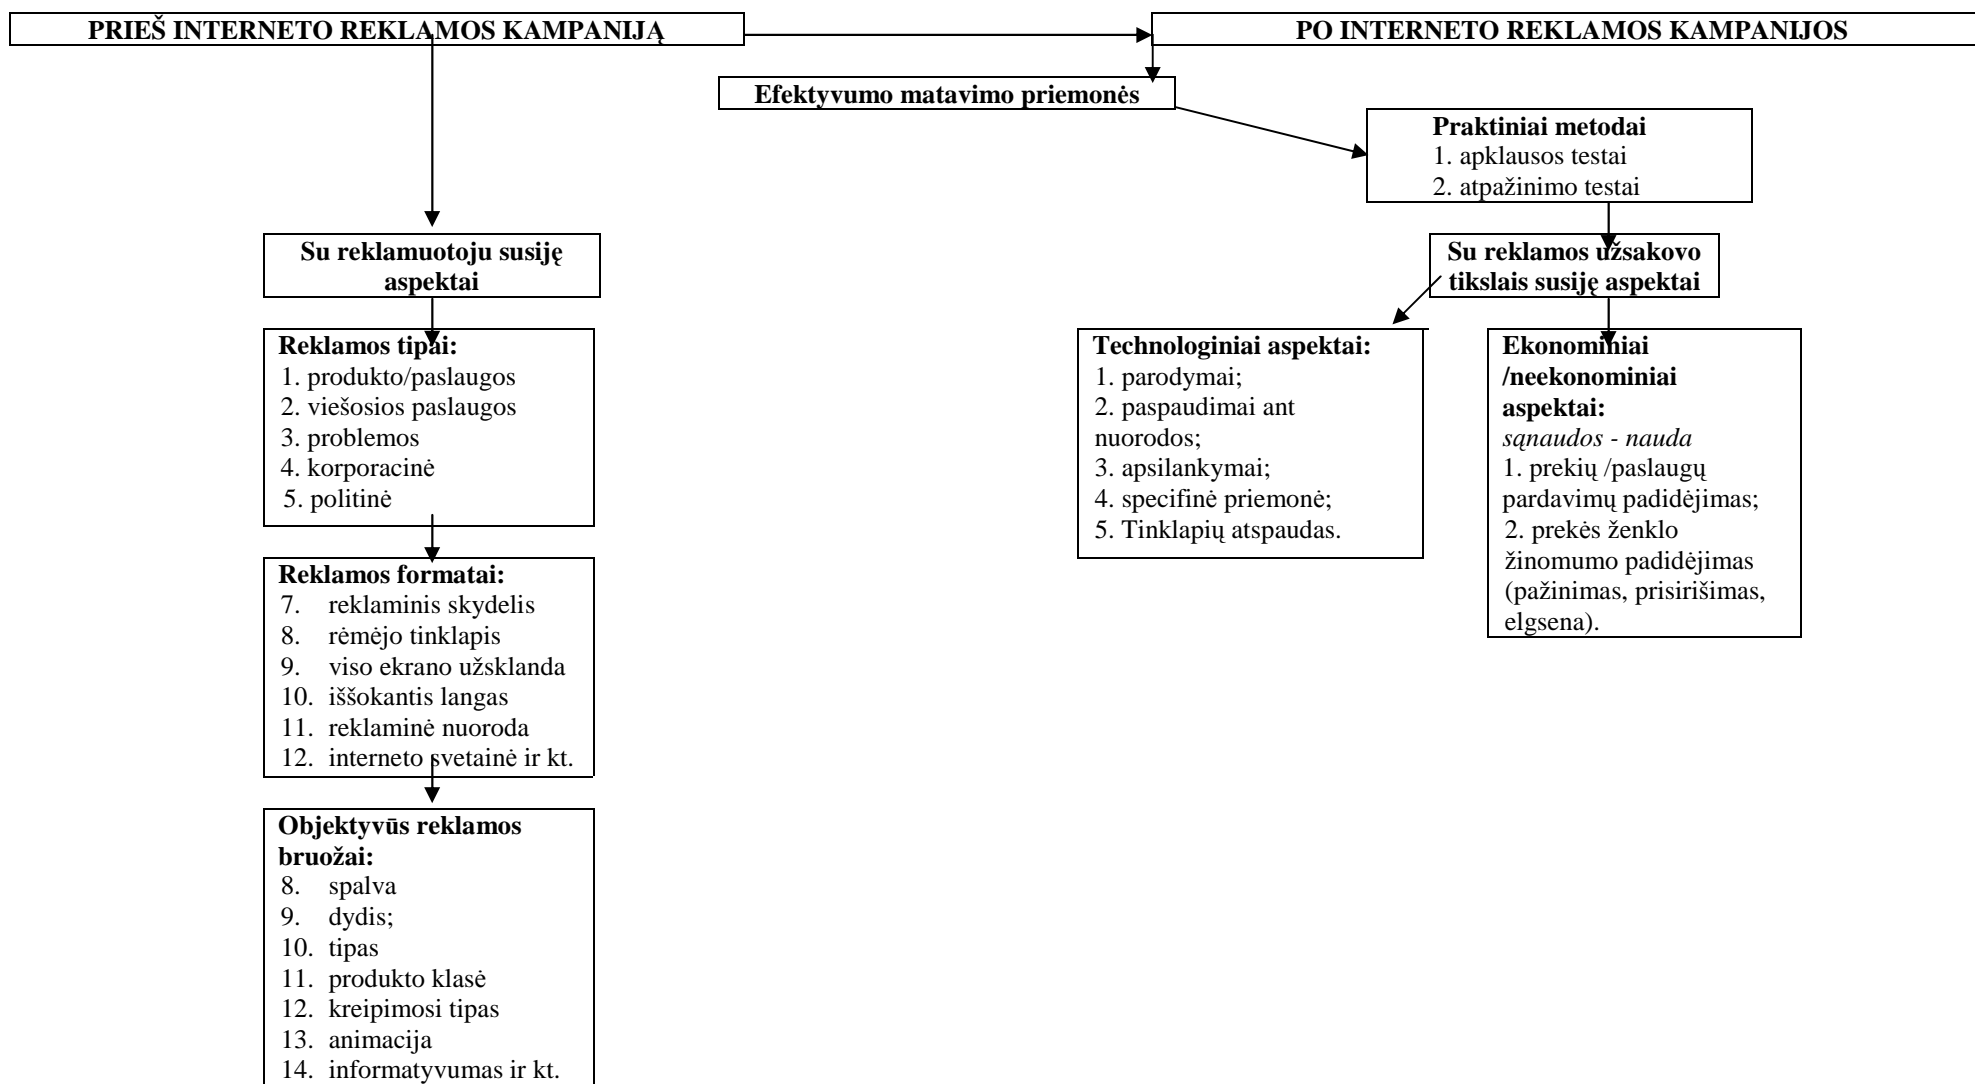 PRIEŠ INTERNETO REKLAMOS KAMPANIJĄ
PO INTERNETO REKLAMOS KAMPANIJOS
Efektyvumo matavimo priemonės
Praktiniai metodai
1. apklausos testai
2. atpažinimo testai
Su reklamuotoju susiję
aspektai
Su reklamos užsakovo
tikslais susiję aspektai
Reklamos tipai:
1. produkto/paslaugos
2. viešosios paslaugos
3. problemos
4. korporacinė
5. politinė
Technologiniai aspektai:
1. parodymai;
2. paspaudimai ant
nuorodos;
3. apsilankymai;
4. specifinė priemonė;
5. Tinklapių atspaudas.
Ekonominiai
/neekonominiai
aspektai:
sąnaudos - nauda
1. prekių /paslaugų
pardavimų padidėjimas;
2. prekės ženklo
žinomumo padidėjimas
(pažinimas, prisirišimas,
elgsena).
Reklamos formatai:
7. reklaminis skydelis
8. rėmėjo tinklapis
9. viso ekrano užsklanda
10. iššokantis langas
11. reklaminė nuoroda
12. interneto svetainė ir kt.
Objektyvūs reklamos
bruožai:
8. spalva
9. dydis;
10. tipas
11. produkto klasė
12. kreipimosi tipas
13. animacija
14. informatyvumas ir kt.